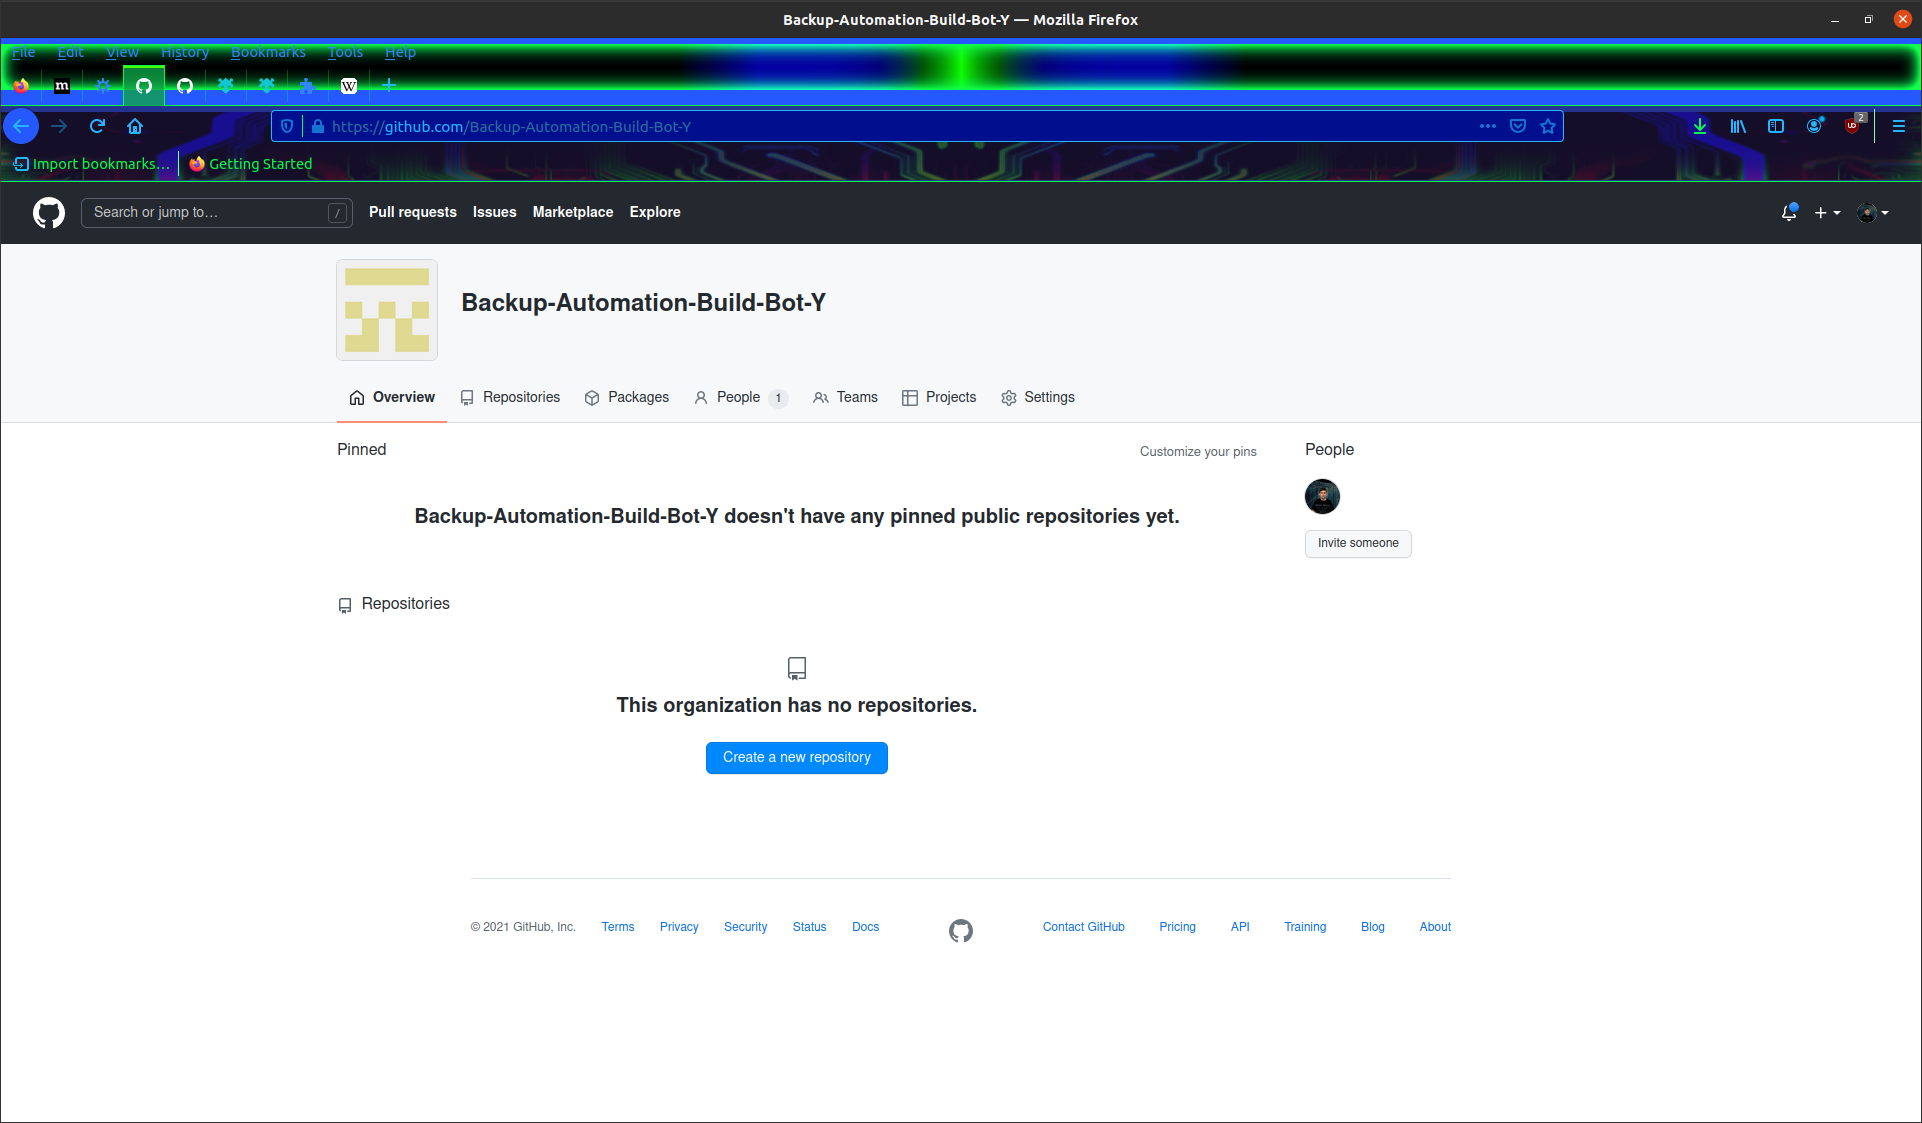 Backup-Automation-Build-Bot-Y — Mozilla Firefox
File Edit View History Bookmarks Tools Help
m W
https://github.com/Backup-Automation-Build-Bot-Y
2
Import bookmarks... Getting Started
Search or jump to... / Pull requests Issues Marketplace Explore
Backup-Automation-Build-Bot-Y
Overview Repositories Packages People 1 Teams Projects Settings
Pinned Customize your pins People
Backup-Automation-Build-Bot-Y doesn't have any pinned public repositories yet.
Invite someone
Repositories
This organization has no repositories.
Create a new repository
© 2021 GitHub, Inc. Terms Privacy Security Status Docs Contact GitHub Pricing API Training Blog About